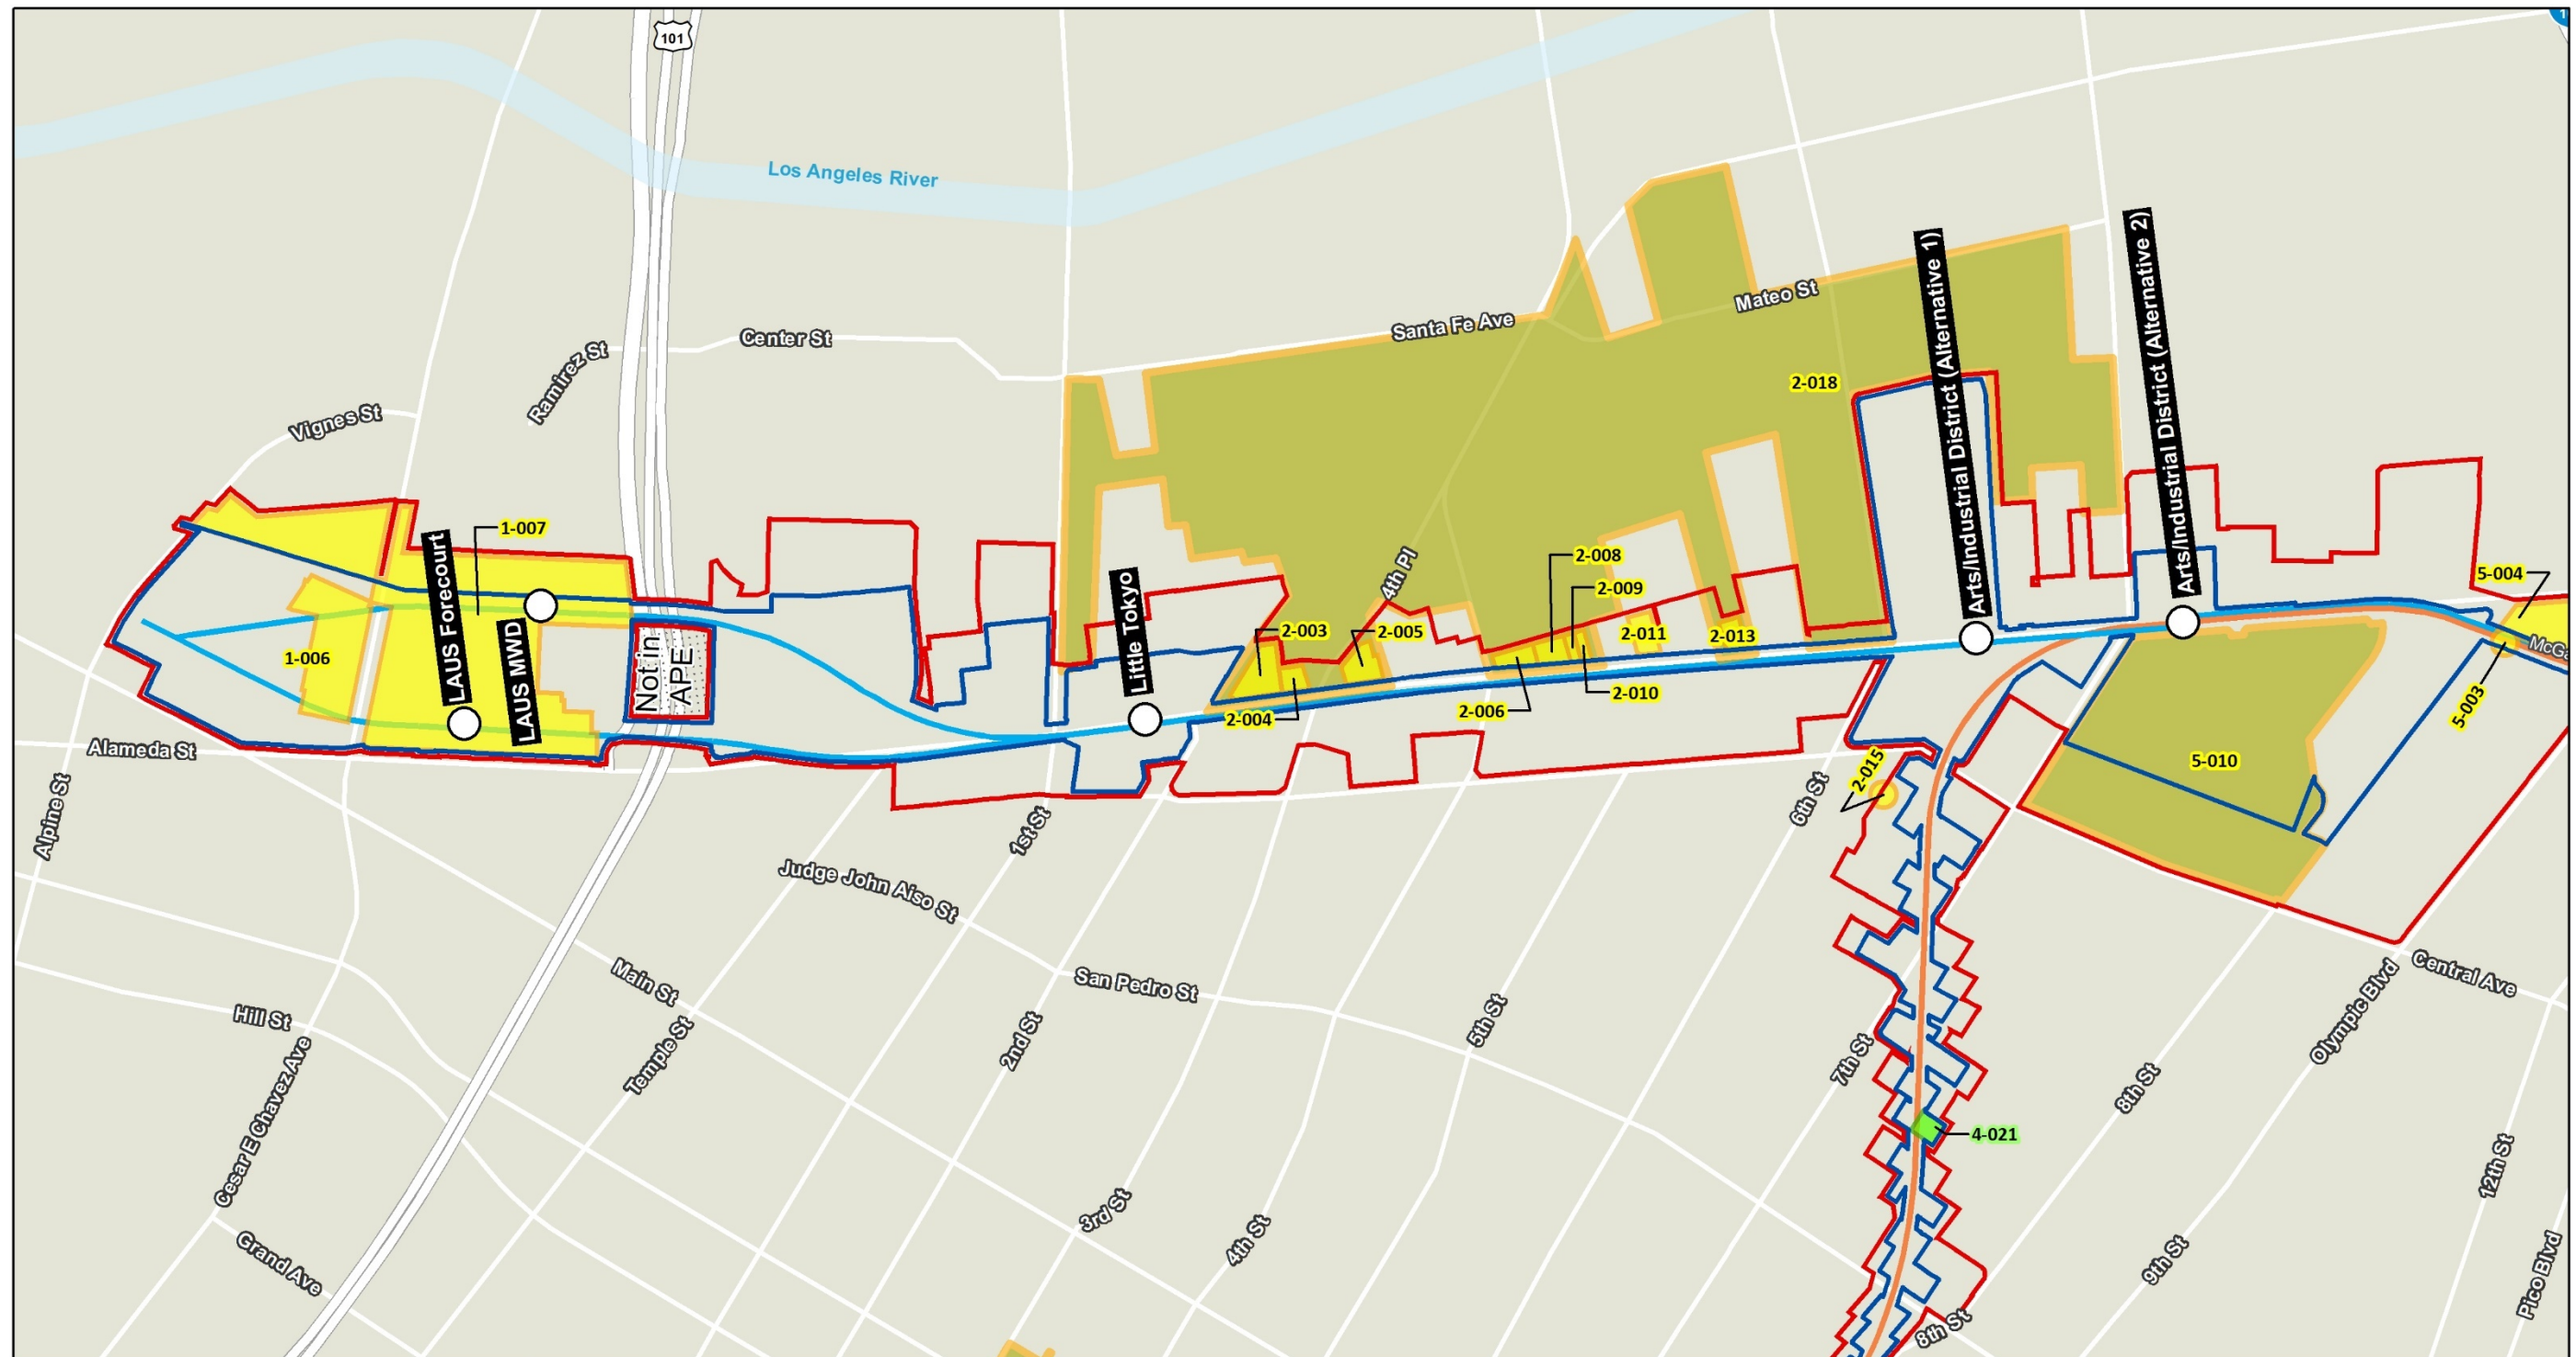 101
1
Los Angeles River
Center St
Ramirez St
Vignes St
Santa Fe Ave
Mateo St
2-018
Arts/Industrial District (Alternative 1)
Arts/Industrial District (Alternative 2)
1-007
LAUS Forecourt
LAUS MWD
1-006
Not in
APE
Little Tokyo
4th Pl
2-003
2-005
2-008
2-009
2-011
2-013
2-004
2-006
2-010
5-004
5-003
5-010
2-015
Alameda St
Alpine St
6th St
1st St
Judge John Aiso St
San Pedro St
Main St
Hill St
Temple St
2nd St
5th St
7th St
Central Ave
Olympic Blvd
8th St
4-021
Cesar E Chavez Ave
Grand Ave
3rd St
4th St
12th St
9th St
Pico Blvd
8th St